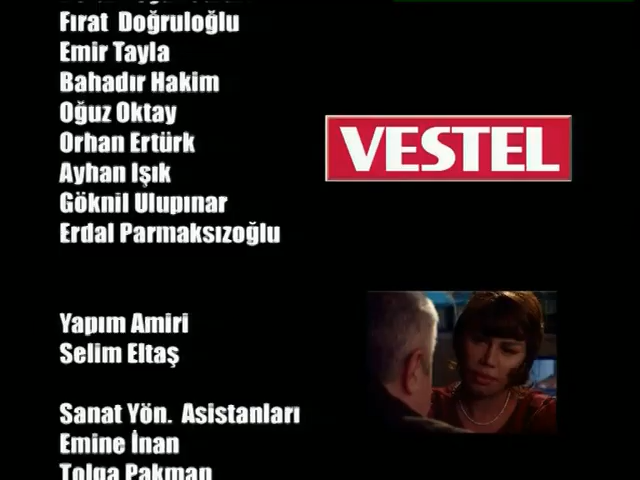 Fırat Doğruloğlu
Emir Tayla
Bahadır Hakim
Oğuz Oktay
Orhan Ertürk
Ayhan Işık
Göknil Ulupınar
Erdal Parmaksızoğlu
VESTEL
Yapım Amiri
Selim Eltaş
Sanat Yön. Asistanları
Emine İnan
Tolga Pakman